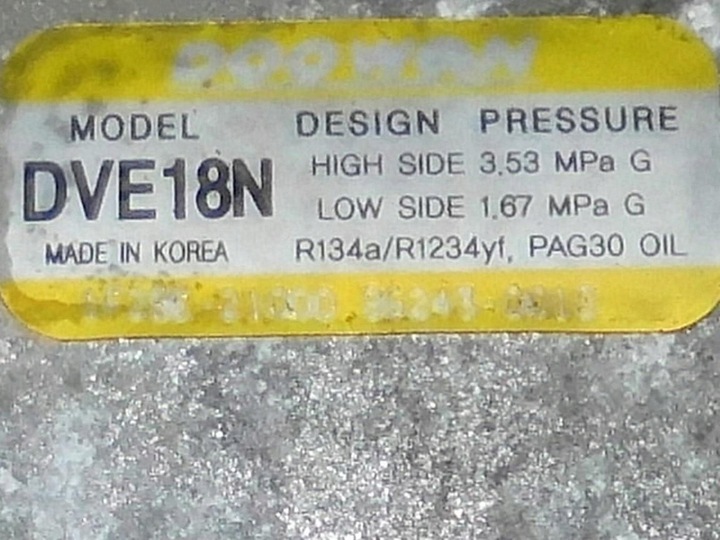 DOOWON
MODEL
DVE18N
MADE IN KOREA
DESIGN PRESSURE
HIGH SIDE 3.53 MPa G
LOW SIDE 1.67 MPa G
R134a/R1234yf, PAG30 OIL